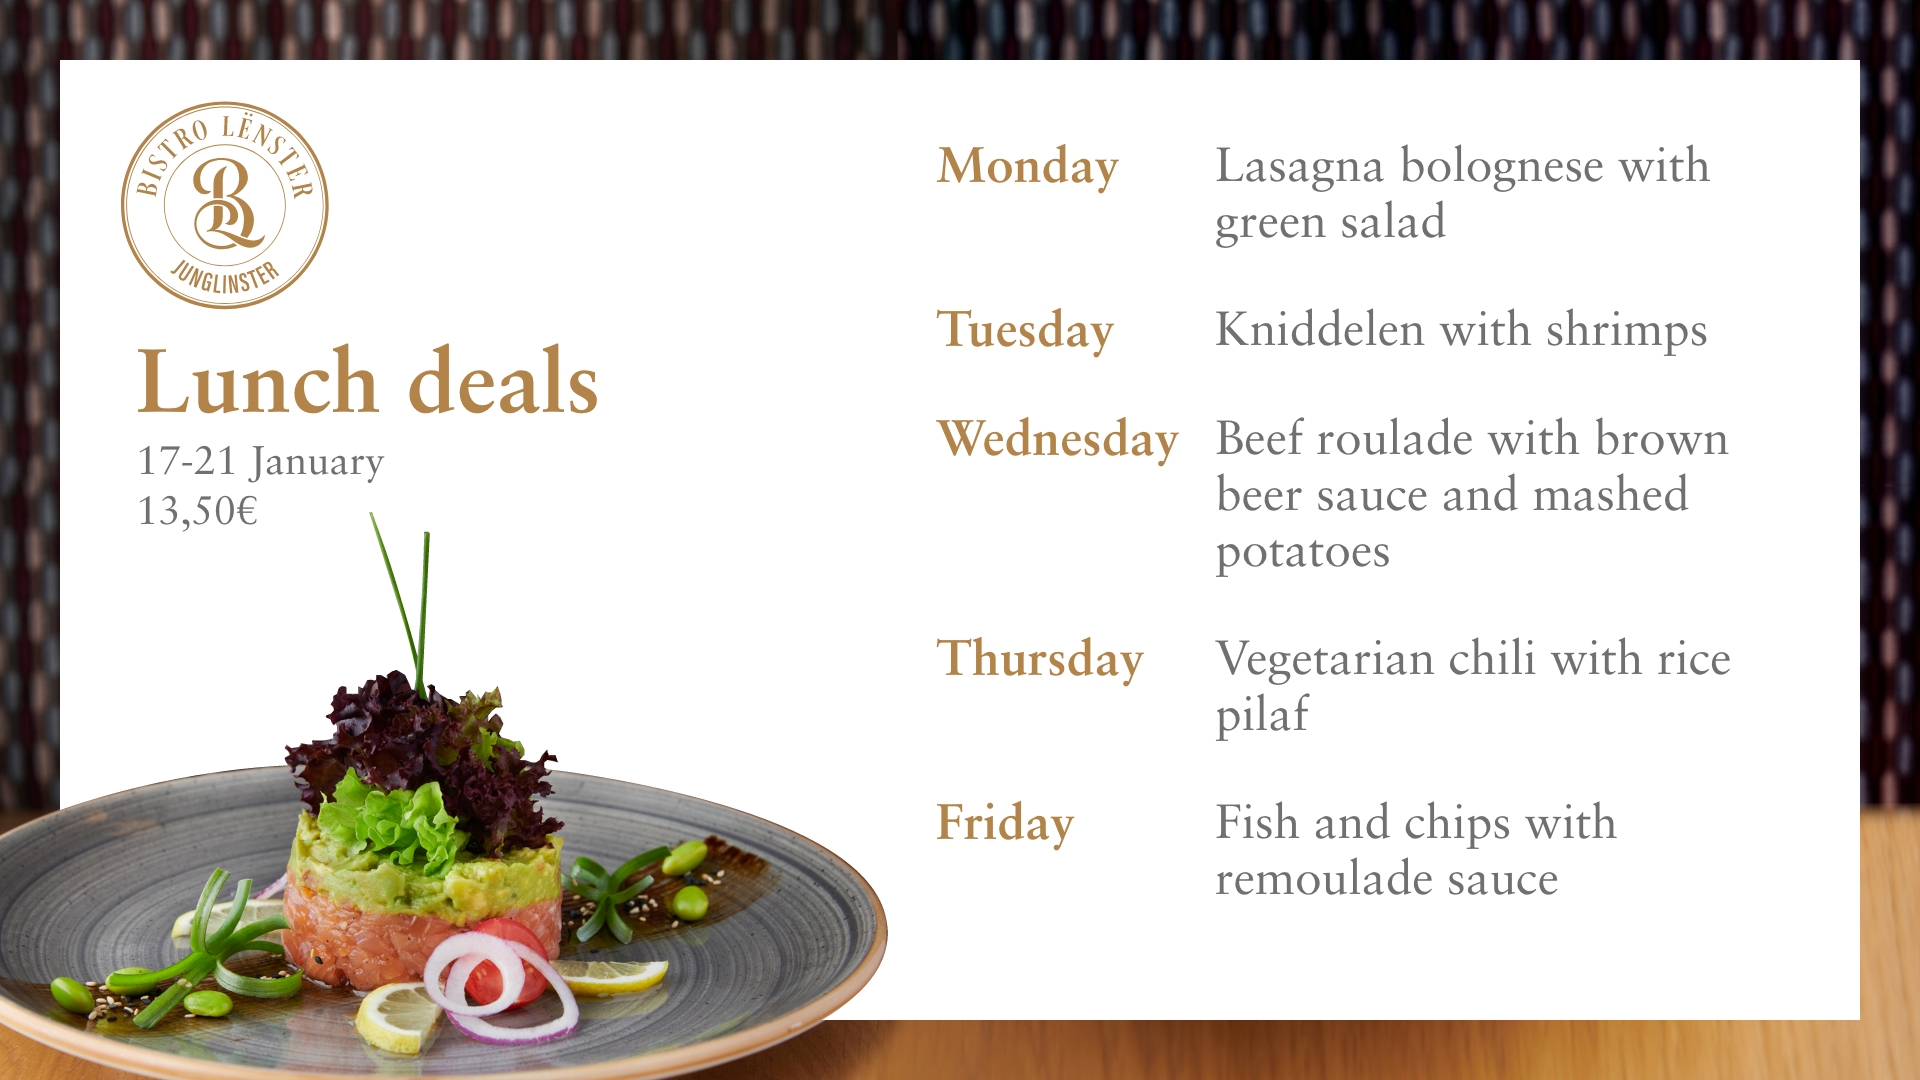 BISTRO LËNSTER
B
JUNGLINSTER
Lunch deals
17-21 January
13,50€
Monday Lasagna bolognese with
green salad
Tuesday Kniddelen with shrimps
Wednesday Beef roulade with brown
beer sauce and mashed
potatoes
Thursday Vegetarian chili with rice
pilaf
Friday Fish and chips with
remoulade sauce